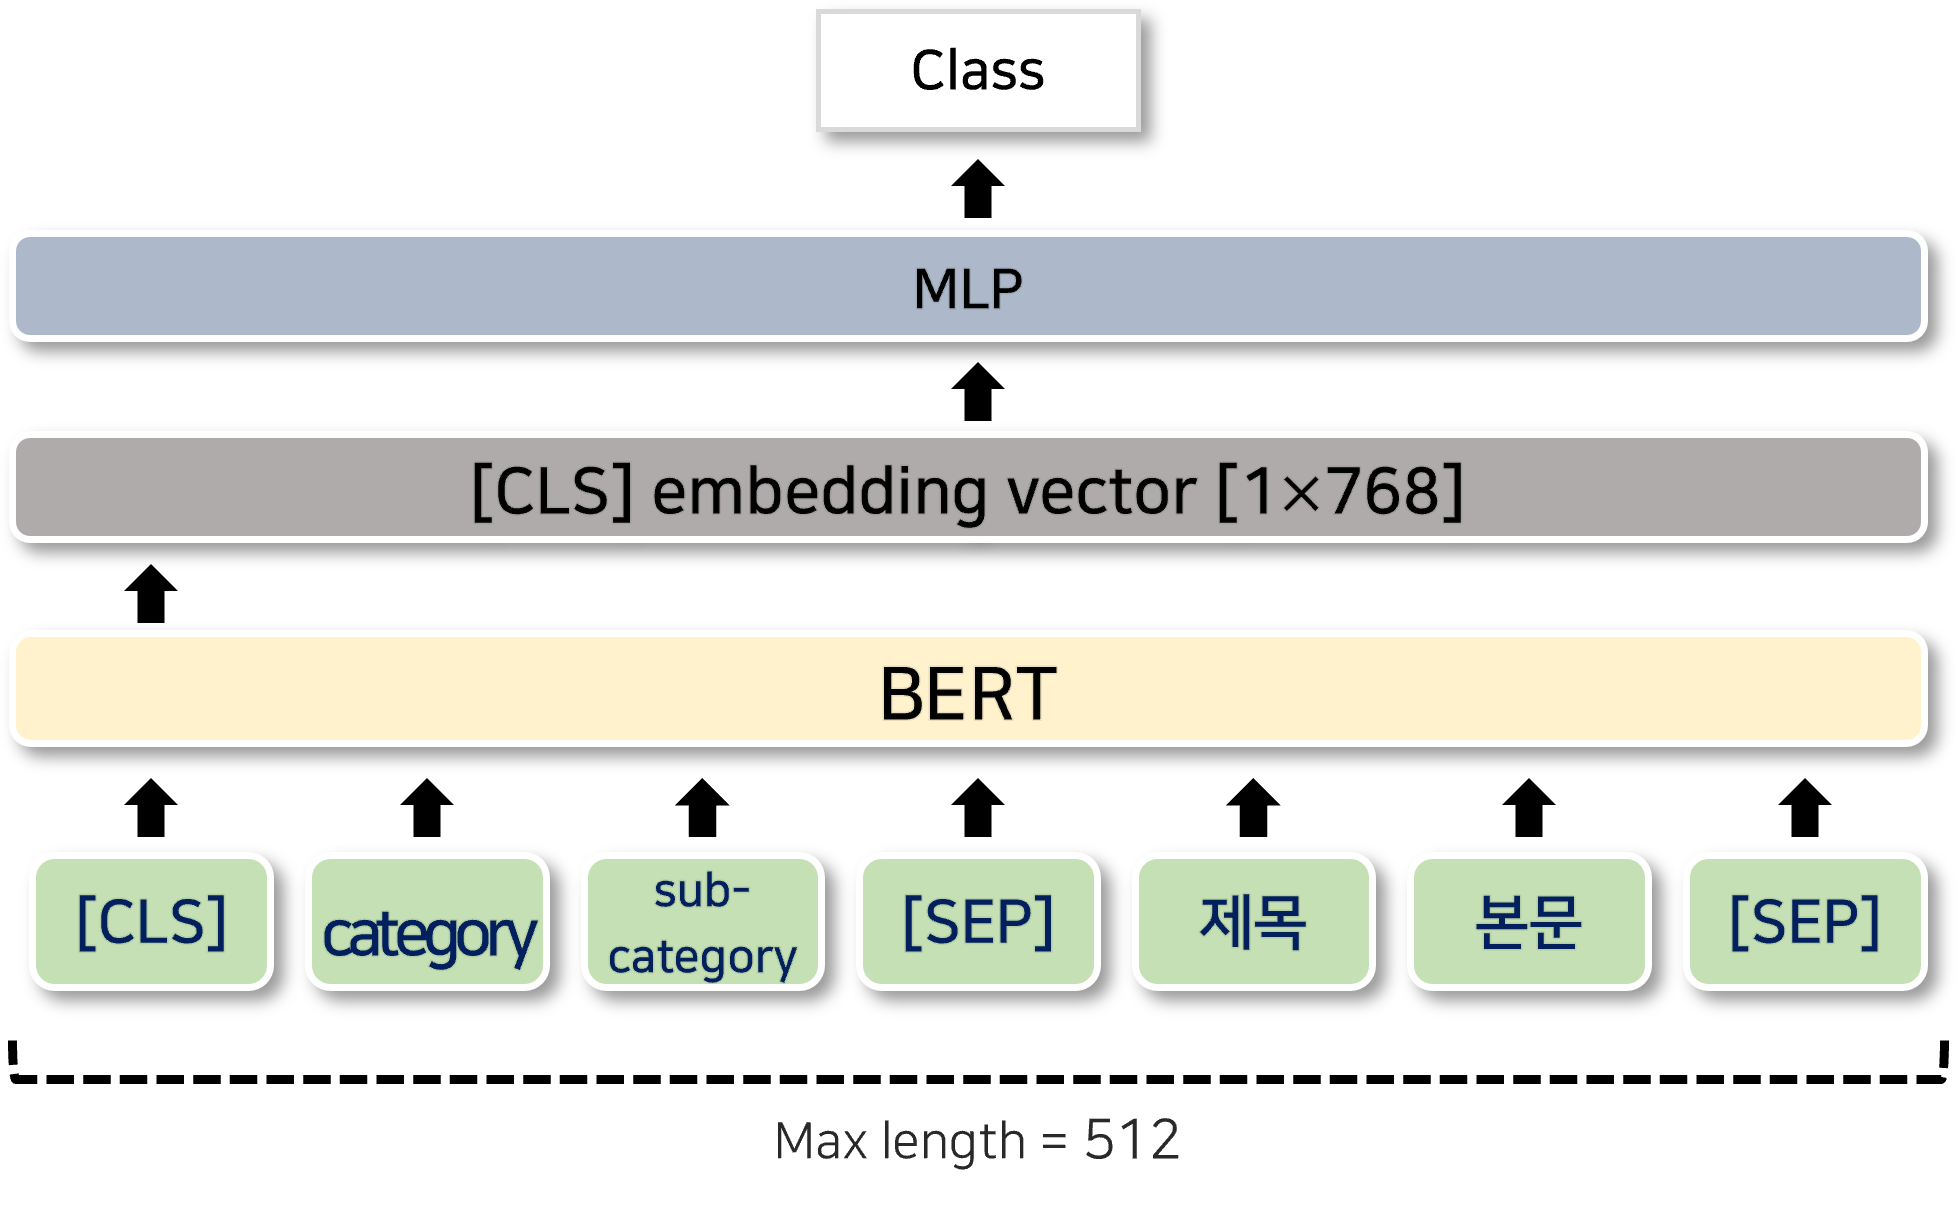 Class
MLP
[CLS] embedding vector [1×768]
BERT
[CLS]
category
sub-
category
[SEP]
제목
본문
[SEP]
Max length = 512